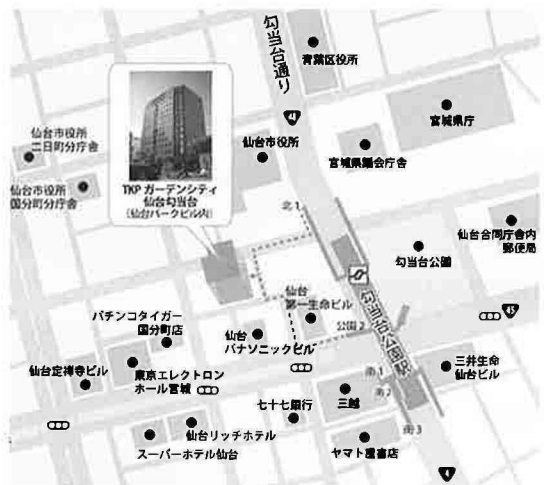 勾当台通り
青葉区役所
48
宮城県庁
仙台市役所
二日町分庁舎
仙台市役所
宮城県議会庁舎
仙台市役所
国分町分庁舎
TKP ガーデンシティ
仙台勾当台
(仙台パークビル内)
北1
仙台合同庁舎内
郵便局
勾当台公園
仙台
第一生命ビル
勾当台公園駅
45
パチンコタイガー
国分町店
公園2
仙台
パナソニックビル
三井生命
仙台ビル
仙台定禅寺ビル
東京エレクトロン
ホール宮城
南1
南2
七十七銀行
三越
仙台リッチホテル
スーパーホテル仙台
ヤマト屋書店
南3
4